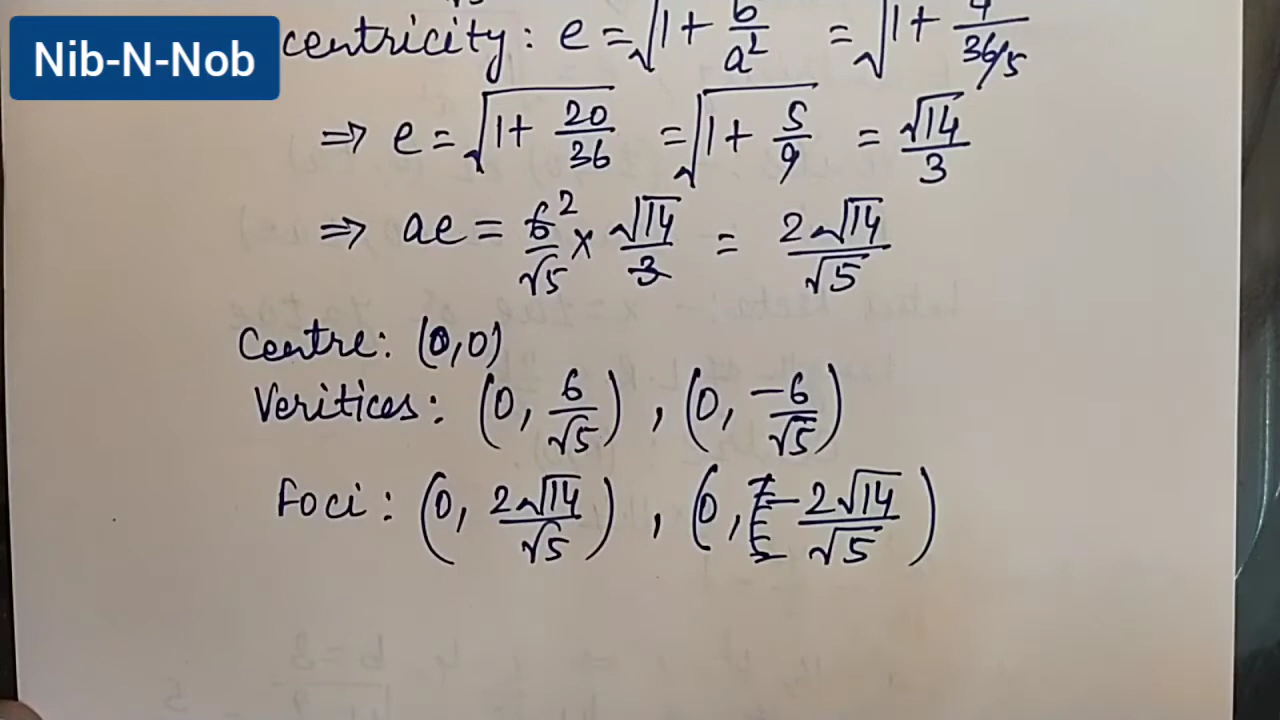 Nib-N-Nob
centricity : e = √(1 + b/a²) = √(1 + 4/(36/5))
⇒ e = √(1 + 20/36) = √(1 + 5/9) = √14/3
⇒ ae = 6²/√5 × √14/3 = 2√14/√5
Centre : (0,0)
Veritices : (0, 6/√5) , (0, -6/√5)
Foci : (0, 2√14/√5) , (0, -2√14/√5)